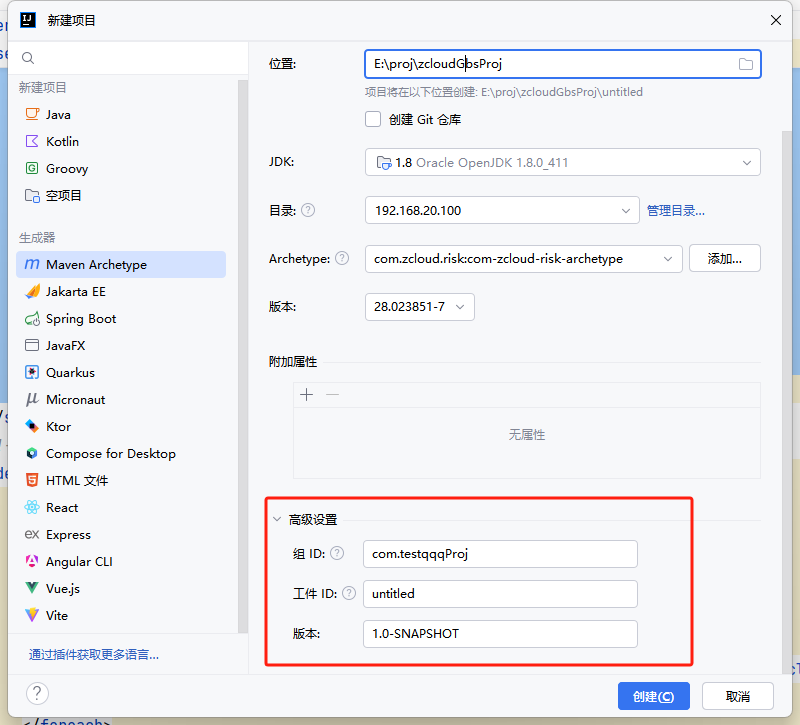 新建项目
新建项目
Java
Kotlin
Groovy
空项目
生成器
Maven Archetype
Jakarta EE
Spring Boot
JavaFX
Quarkus
Micronaut
Ktor
Compose for Desktop
HTML 文件
React
Express
Angular CLI
Vue.js
Vite
通过插件获取更多语言...
位置:
E:\proj\zcloudGbsProj
项目将在以下位置创建: E:\proj\zcloudGbsProj\untitled
创建 Git 仓库
JDK:
1.8 Oracle OpenJDK 1.8.0_411
目录:
192.168.20.100
管理目录...
Archetype:
com.zcloud.risk:com-zcloud-risk-archetype
添加...
版本:
28.023851-7
附加属性
无属性
高级设置
组 ID:
com.testqqqProj
工件 ID:
untitled
版本:
1.0-SNAPSHOT
创建(C)
取消
</foreach>